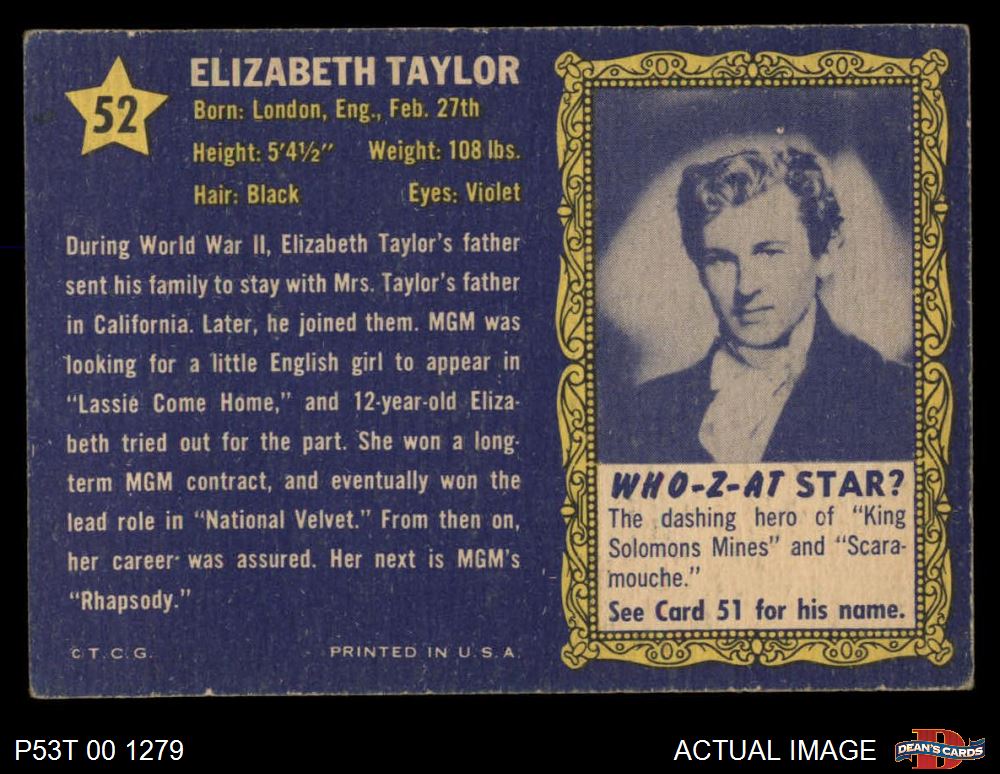 52
ELIZABETH TAYLOR
Born: London, Eng., Feb. 27th
Height: 5'4½" Weight: 108 lbs.
Hair: Black Eyes: Violet
During World War II, Elizabeth Taylor's father
sent his family to stay with Mrs. Taylor's father
in California. Later, he joined them. MGM was
looking for a little English girl to appear in
"Lassie Come Home," and 12-year-old Eliza-
beth tried out for the part. She won a long-
term MGM contract, and eventually won the
lead role in "National Velvet." From then on,
her career was assured. Her next is MGM's
"Rhapsody."
© T.C.G. PRINTED IN U.S.A.
WHO-Z-AT STAR?
The dashing hero of "King
Solomons Mines" and "Scara-
mouche."
See Card 51 for his name.
P53T 00 1279
ACTUAL IMAGE
D
DEAN'S CARDS